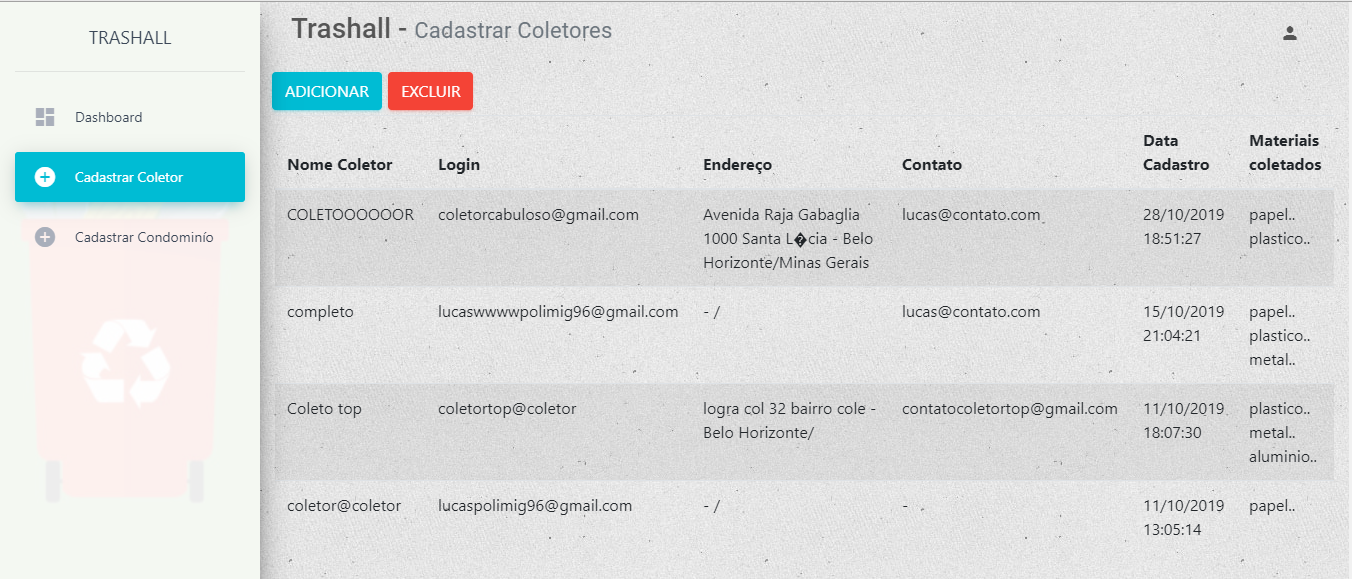 TRASHALL
Dashboard
Cadastrar Coletor
Cadastrar Condominío
Trashall - Cadastrar Coletores
ADICIONAR EXCLUIR
Nome Coletor Login Endereço Contato Data Cadastro Materiais coletados
COLETOOOOOOR coletorcabuloso@gmail.com Avenida Raja Gabaglia 1000 Santa L�cia - Belo Horizonte/Minas Gerais lucas@contato.com 28/10/2019 18:51:27 papel.. plastico..
completo lucaswwwwpolimig96@gmail.com - / lucas@contato.com 15/10/2019 21:04:21 papel.. plastico.. metal..
Coleto top coletortop@coletor logra col 32 bairro cole - Belo Horizonte/ contatocoletortop@gmail.com 11/10/2019 18:07:30 plastico.. metal.. aluminio..
coletor@coletor lucaspolimig96@gmail.com - / - 11/10/2019 13:05:14 papel..